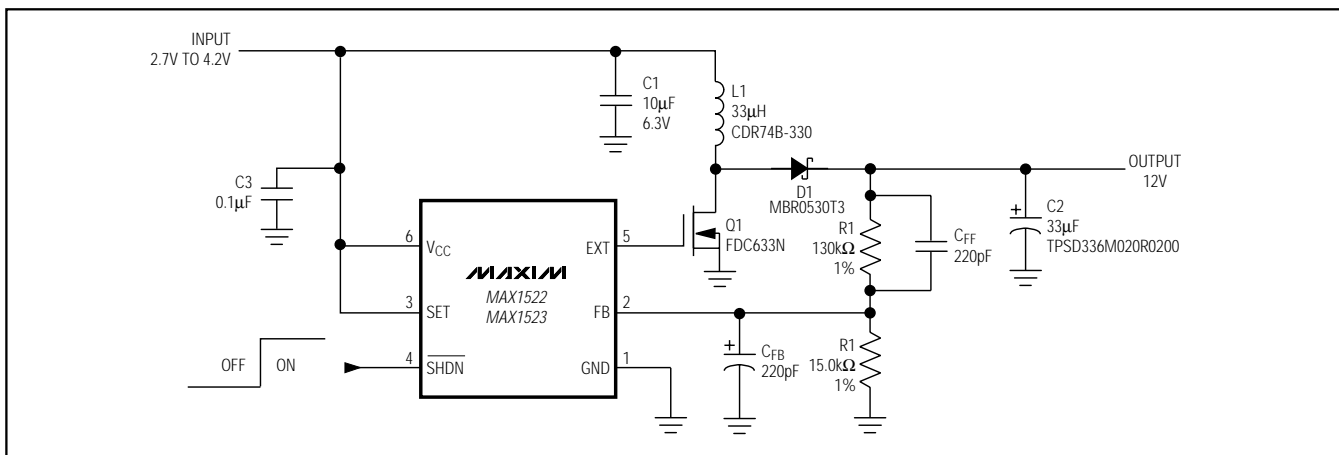 INPUT
2.7V TO 4.2V
C1
10μF
6.3V
L1
33μH
CDR74B-330
C3
0.1μF
D1
MBR0530T3
OUTPUT
12V
C2
33μF
TPSD336M020R0200
6
VCC
EXT
5
Q1
FDC633N
R1
130kΩ
1%
CFF
220pF
MAXIM
MAX1522
MAX1523
3
SET
FB
2
OFF
ON
4
SHDN
GND
1
CFB
220pF
R1
15.0kΩ
1%